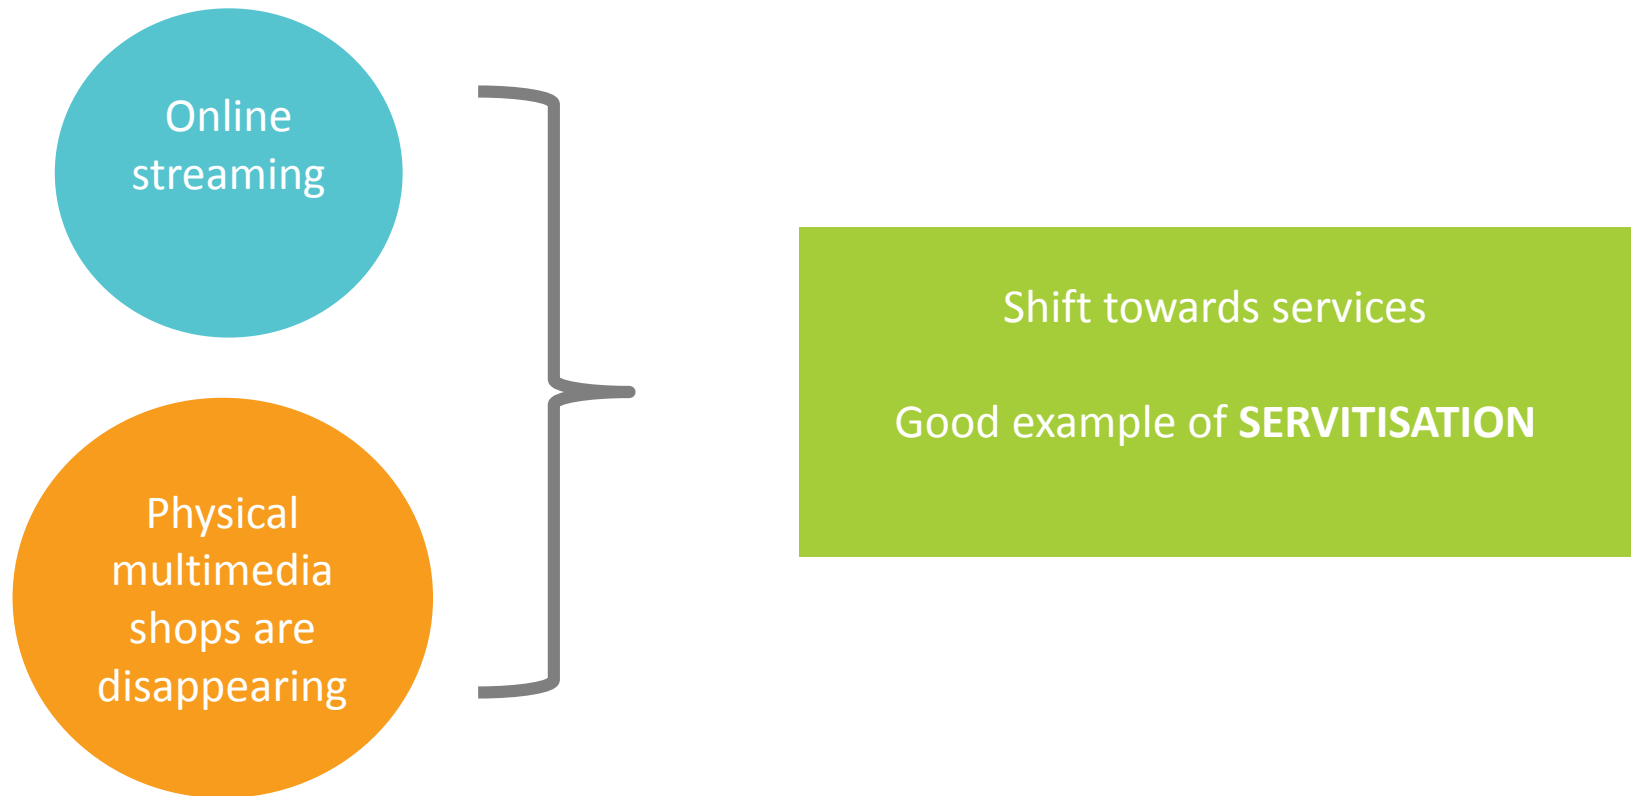 Online
streaming
Physical
multimedia
shops are
disappearing
Shift towards services
Good example of SERVITISATION